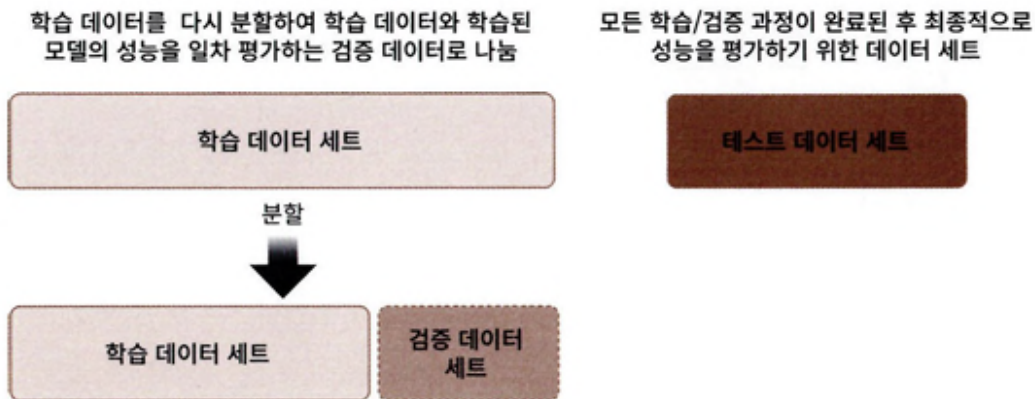 학습 데이터를 다시 분할하여 학습 데이터와 학습된
모델의 성능을 일차 평가하는 검증 데이터로 나눔
모든 학습/검증 과정이 완료된 후 최종적으로
성능을 평가하기 위한 데이터 세트
학습 데이터 세트
테스트 데이터 세트
분할
학습 데이터 세트
검증 데이터
세트